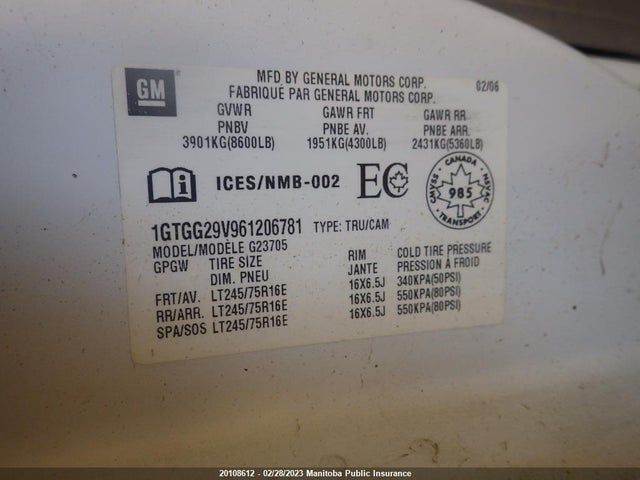 GM
MFD BY GENERAL MOTORS CORP. 02/06
FABRIQUÉ PAR GENERAL MOTORS CORP.
GVWR GAWR FRT GAWR RR
PNBV PNBE AV. PNBE ARR.
3901KG(8600LB) 1951KG(4300LB) 2431KG(5360LB)
i ICES/NMB-002 EC
CANADA
CMVSS NSVAC
985
TRANSPORT
1GTGG29V961206781 TYPE: TRU/CAM
MODEL/MODÈLE G23705
GPGW TIRE SIZE RIM COLD TIRE PRESSURE
DIM. PNEU JANTE PRESSION A FROID
FRT/AV. LT245/75R16E 16X6.5J 340KPA(50PSI)
RR/ARR. LT245/75R16E 16X6.5J 550KPA(80PSI)
SPA/SOS LT245/75R16E 16X6.5J 550KPA(80PSI)
20108612 - 02/28/2023 Manitoba Public Insurance